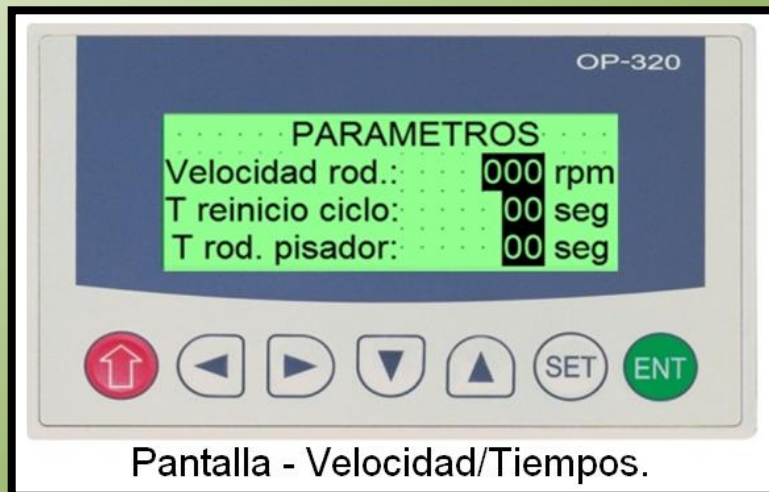 OP-320
PARAMETROS
Velocidad rod.: 000 rpm
T reinicio ciclo: 00 seg
T rod. pisador: 00 seg
SET ENT
Pantalla - Velocidad/Tiempos.